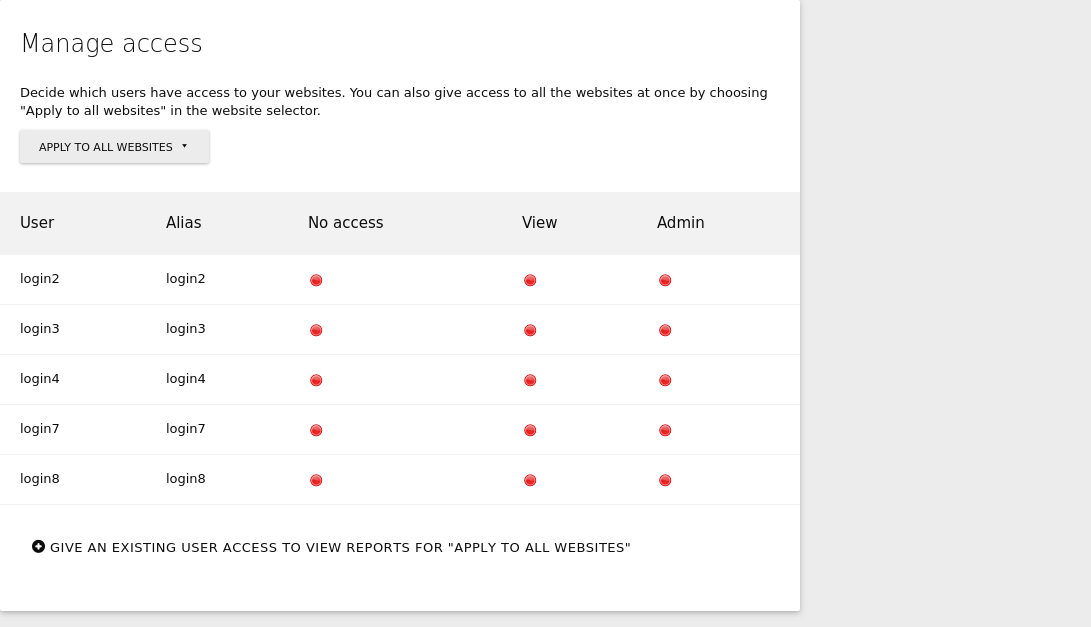 Manage access
Decide which users have access to your websites. You can also give access to all the websites at once by choosing
"Apply to all websites" in the website selector.
APPLY TO ALL WEBSITES
User Alias No access View Admin
login2 login2
login3 login3
login4 login4
login7 login7
login8 login8
GIVE AN EXISTING USER ACCESS TO VIEW REPORTS FOR "APPLY TO ALL WEBSITES"